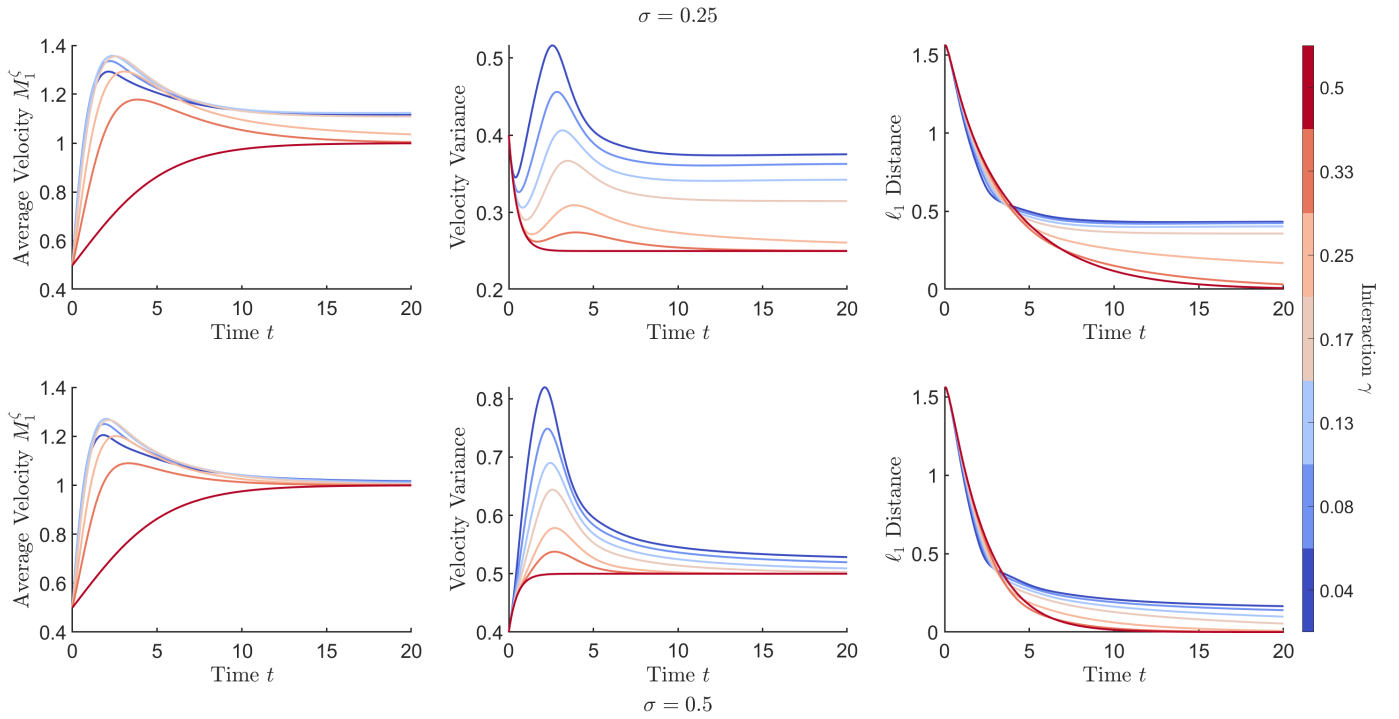 σ = 0.25
Average Velocity M₁^ζ
1.4
1.2
1
0.8
0.6
0.4
0 5 10 15 20
Time t
Velocity Variance
0.5
0.4
0.3
0.2
0 5 10 15 20
Time t
ℓ₁ Distance
1.5
1
0.5
0
0 5 10 15 20
Time t
Average Velocity M₁^ζ
1.4
1.2
1
0.8
0.6
0.4
0 5 10 15 20
Time t
Velocity Variance
0.8
0.7
0.6
0.5
0.4
0 5 10 15 20
Time t
ℓ₁ Distance
1.5
1
0.5
0
0 5 10 15 20
Time t
0.5
0.33
0.25
0.17
0.13
0.08
0.04
Interaction γ
σ = 0.5